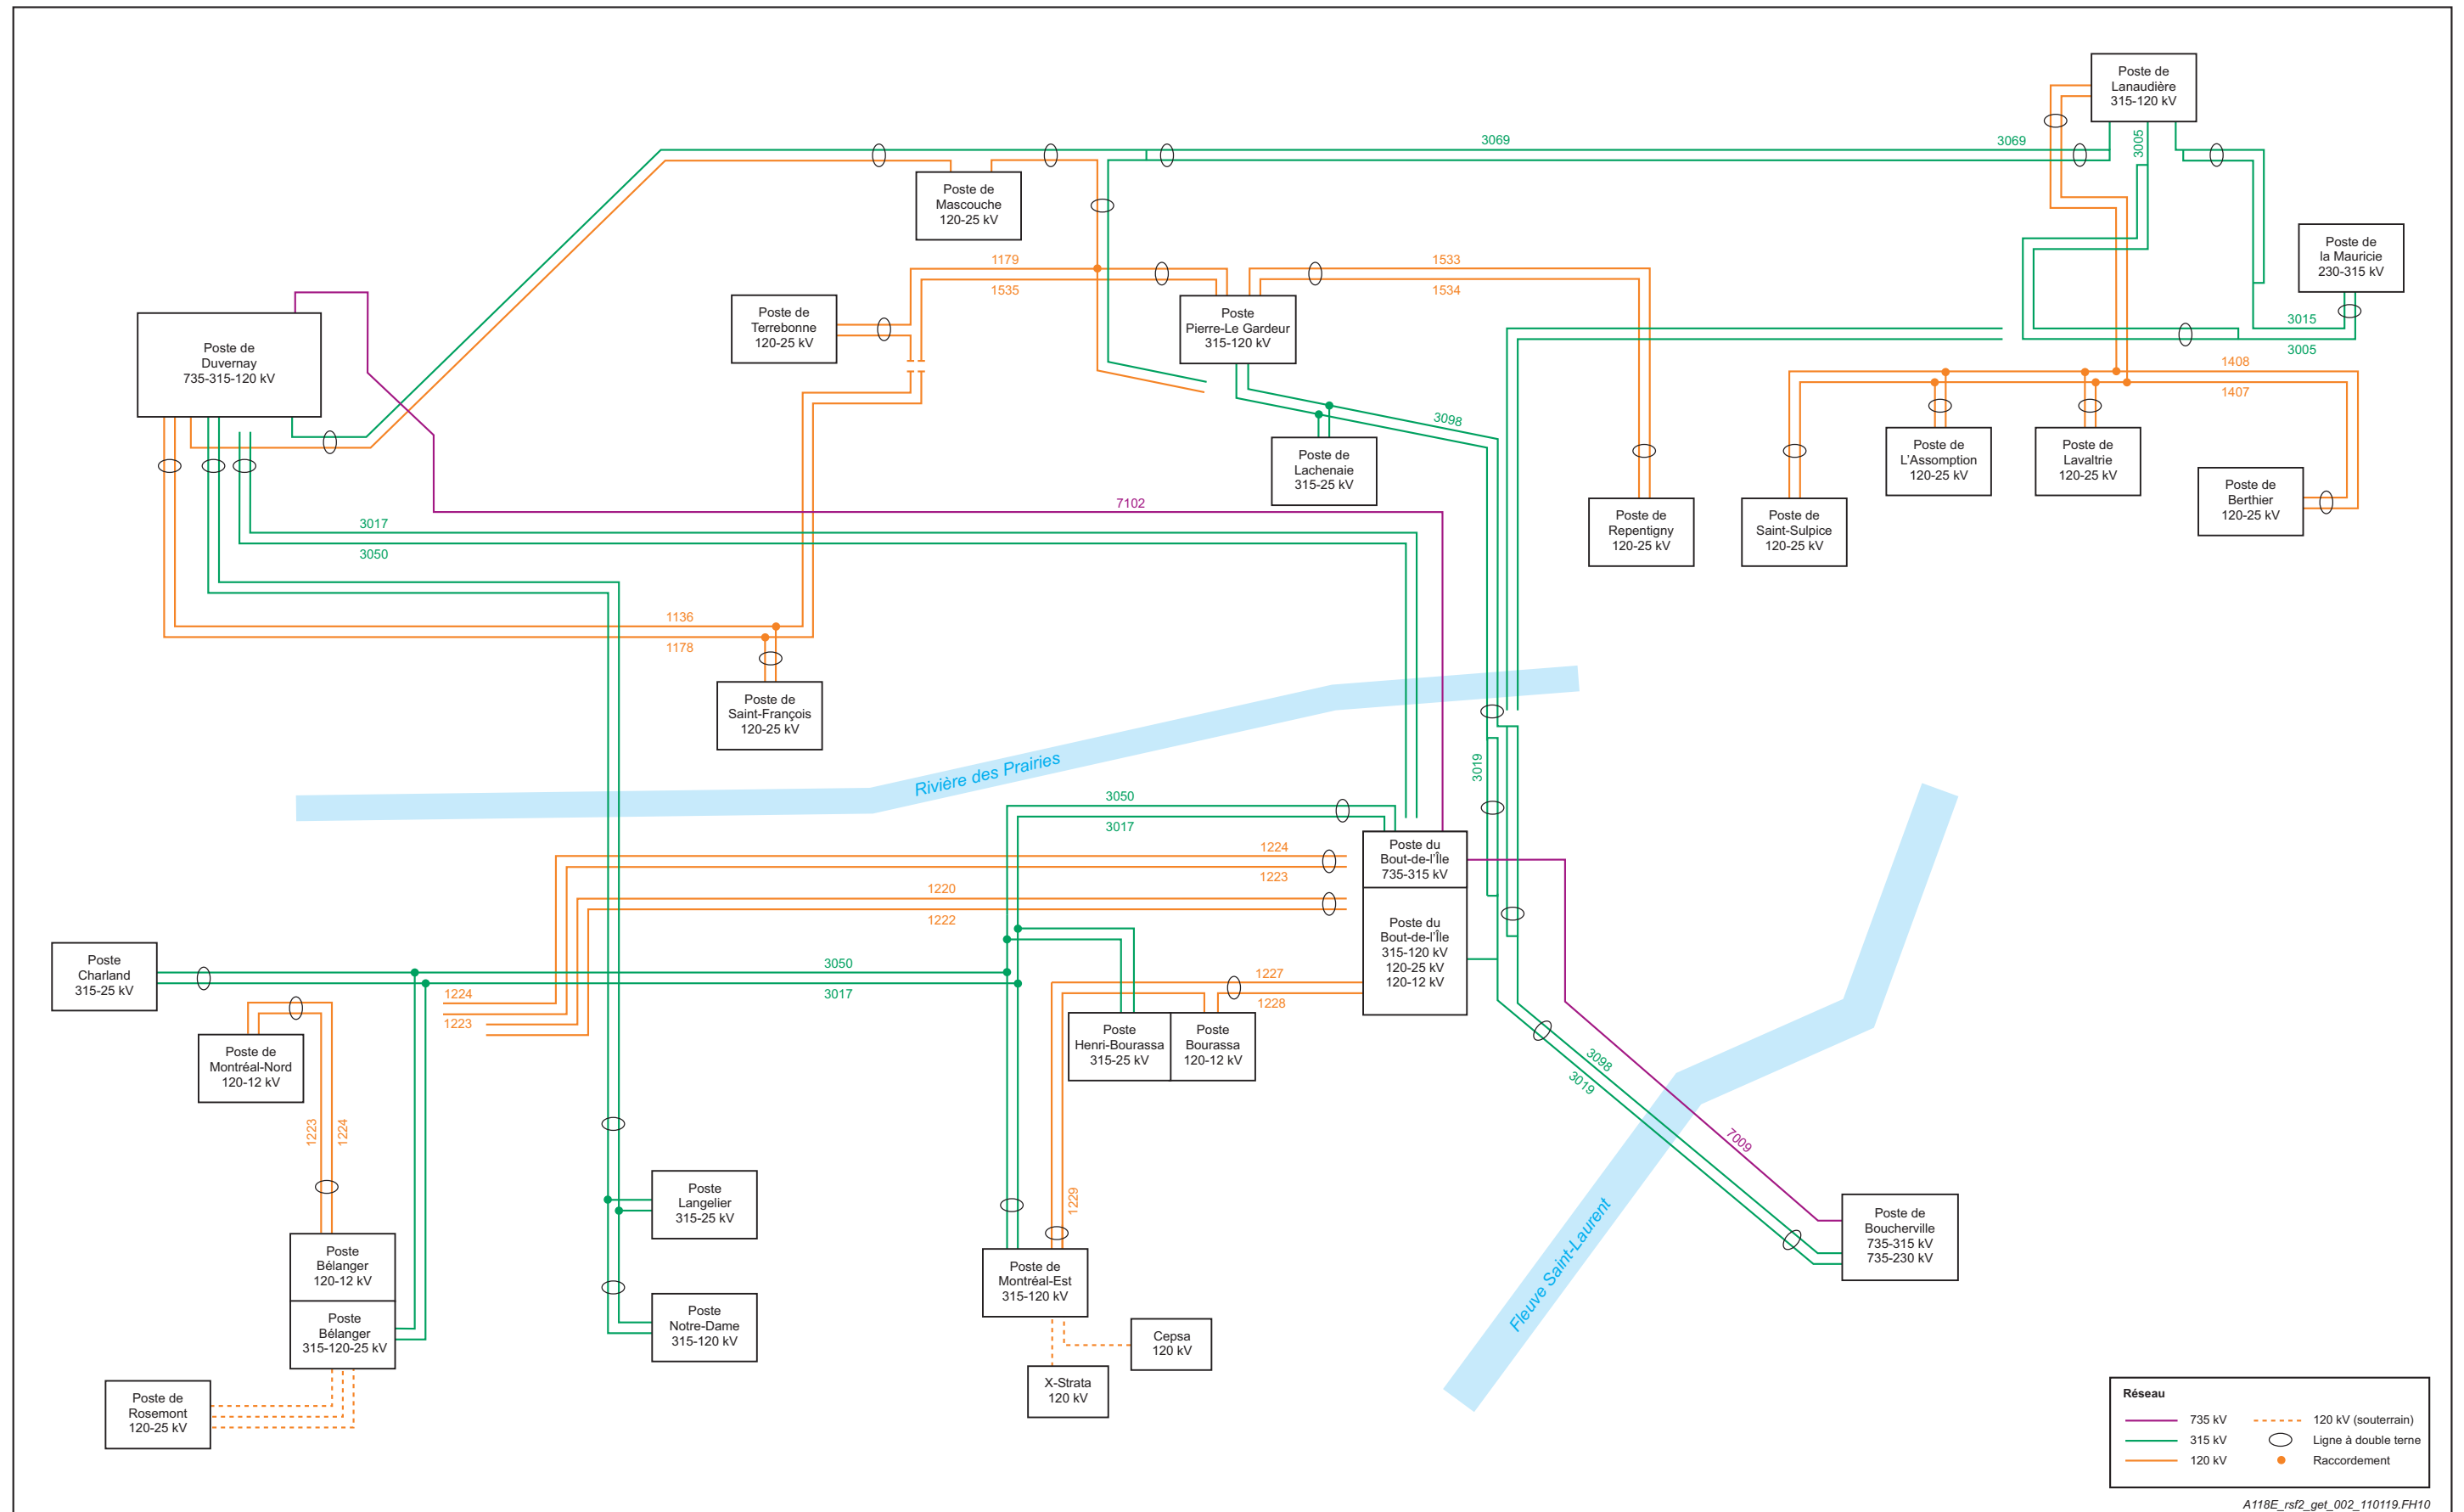 Poste de
Lanaudière
315-120 kV
3069
3069
3005
Poste de
Mascouche
120-25 kV
Poste de
la Mauricie
230-315 kV
1179
1535
1533
1534
Poste de
Terrebonne
120-25 kV
Poste
Pierre-Le Gardeur
315-120 kV
3015
3005
Poste de
Duvernay
735-315-120 kV
1408
1407
3098
Poste de
Lachenaie
315-25 kV
Poste de
L'Assomption
120-25 kV
Poste de
Lavaltrie
120-25 kV
Poste de
Berthier
120-25 kV
7102
Poste de
Repentigny
120-25 kV
Poste de
Saint-Sulpice
120-25 kV
3017
3050
1136
1178
Poste de
Saint-François
120-25 kV
Rivière des Prairies
3019
3050
3017
Poste du
Bout-de-l'Île
735-315 kV
1224
1223
1220
1222
Poste du
Bout-de-l'Île
315-120 kV
120-25 kV
120-12 kV
Poste
Charland
315-25 kV
3050
3017
1224
1223
1227
1228
Poste de
Montréal-Nord
120-12 kV
Poste
Henri-Bourassa
315-25 kV
Poste
Bourassa
120-12 kV
3098
3019
1223
1224
7009
1229
Poste
Langelier
315-25 kV
Poste de
Boucherville
735-315 kV
735-230 kV
Poste
Bélanger
120-12 kV
Poste de
Montréal-Est
315-120 kV
Fleuve Saint-Laurent
Poste
Bélanger
315-120-25 kV
Poste
Notre-Dame
315-120 kV
Cepsa
120 kV
X-Strata
120 kV
Poste de
Rosemont
120-25 kV
Réseau
735 kV
120 kV (souterrain)
315 kV
Ligne à double terne
120 kV
Raccordement
A118E_rsf2_get_002_110119.FH10